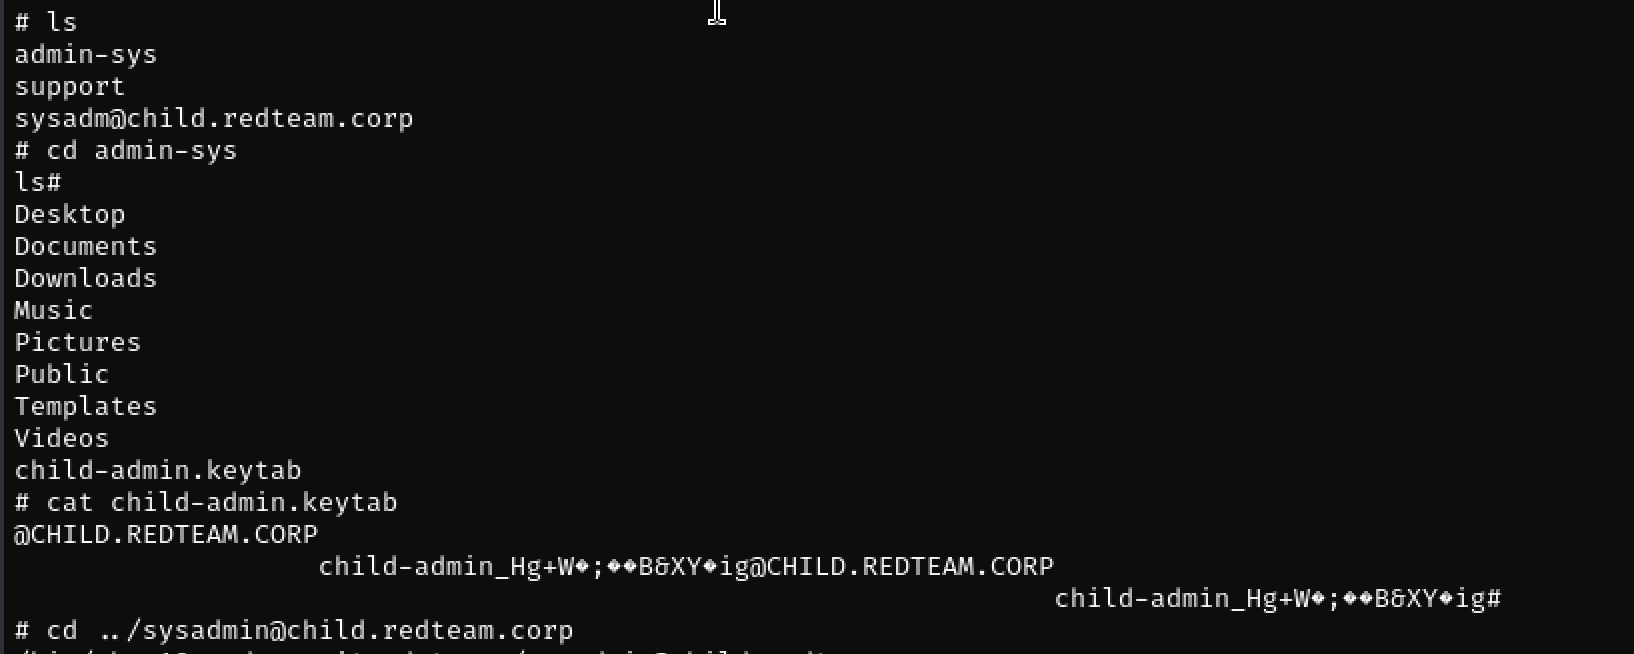 # ls
admin-sys
support
sysadm@child.redteam.corp
# cd admin-sys
ls#
Desktop
Documents
Downloads
Music
Pictures
Public
Templates
Videos
child-admin.keytab
# cat child-admin.keytab
@CHILD.REDTEAM.CORP
child-admin_Hg+W�;��B&XY�ig@CHILD.REDTEAM.CORP
child-admin_Hg+W�;��B&XY�ig#
# cd ../sysadmin@child.redteam.corp